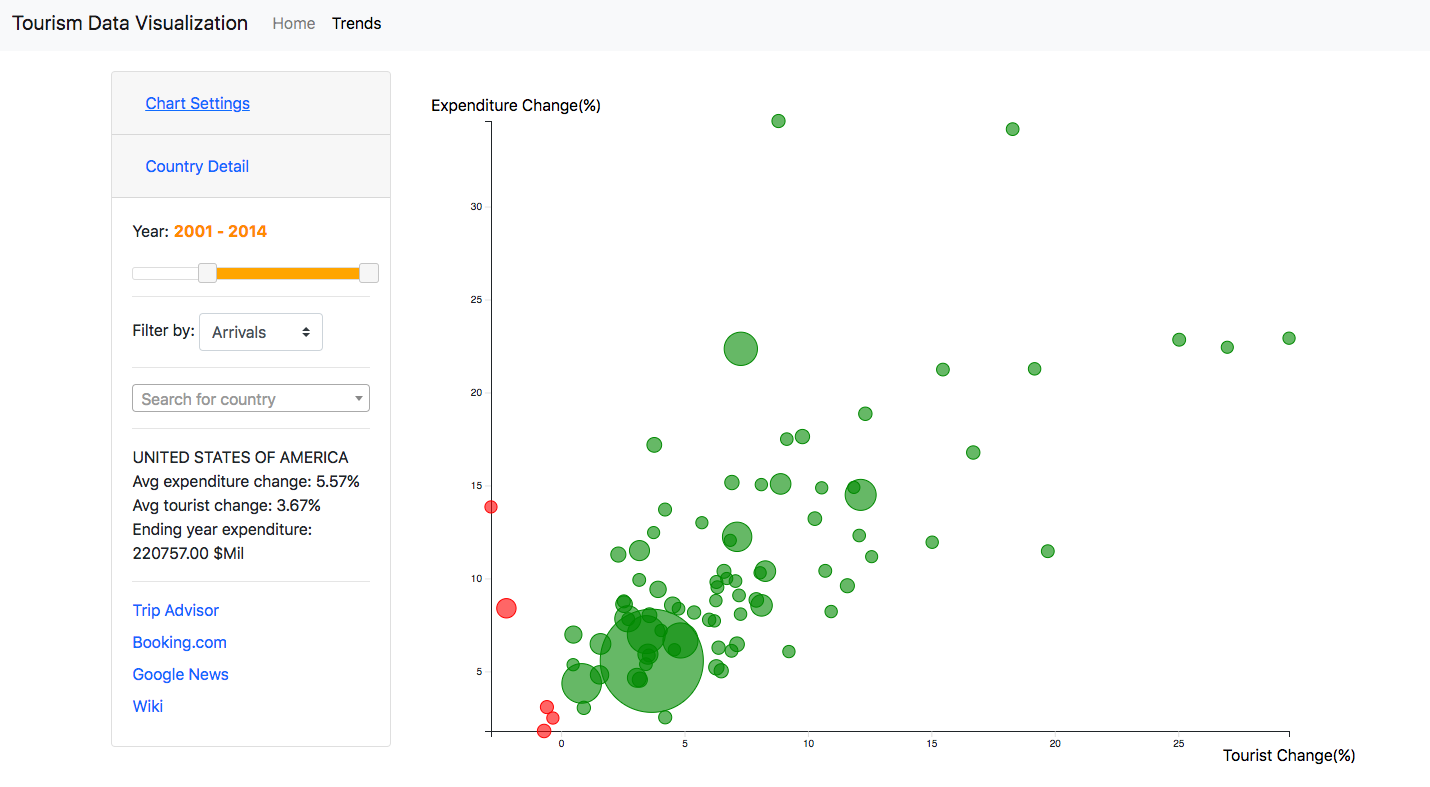 Tourism Data Visualization Home Trends
Chart Settings
Country Detail
Year: 2001 - 2014
Filter by: Arrivals
Search for country
UNITED STATES OF AMERICA
Avg expenditure change: 5.57%
Avg tourist change: 3.67%
Ending year expenditure:
220757.00 $Mil
Trip Advisor
Booking.com
Google News
Wiki
Expenditure Change(%)
30
25
20
15
10
5
0 5 10 15 20 25
Tourist Change(%)